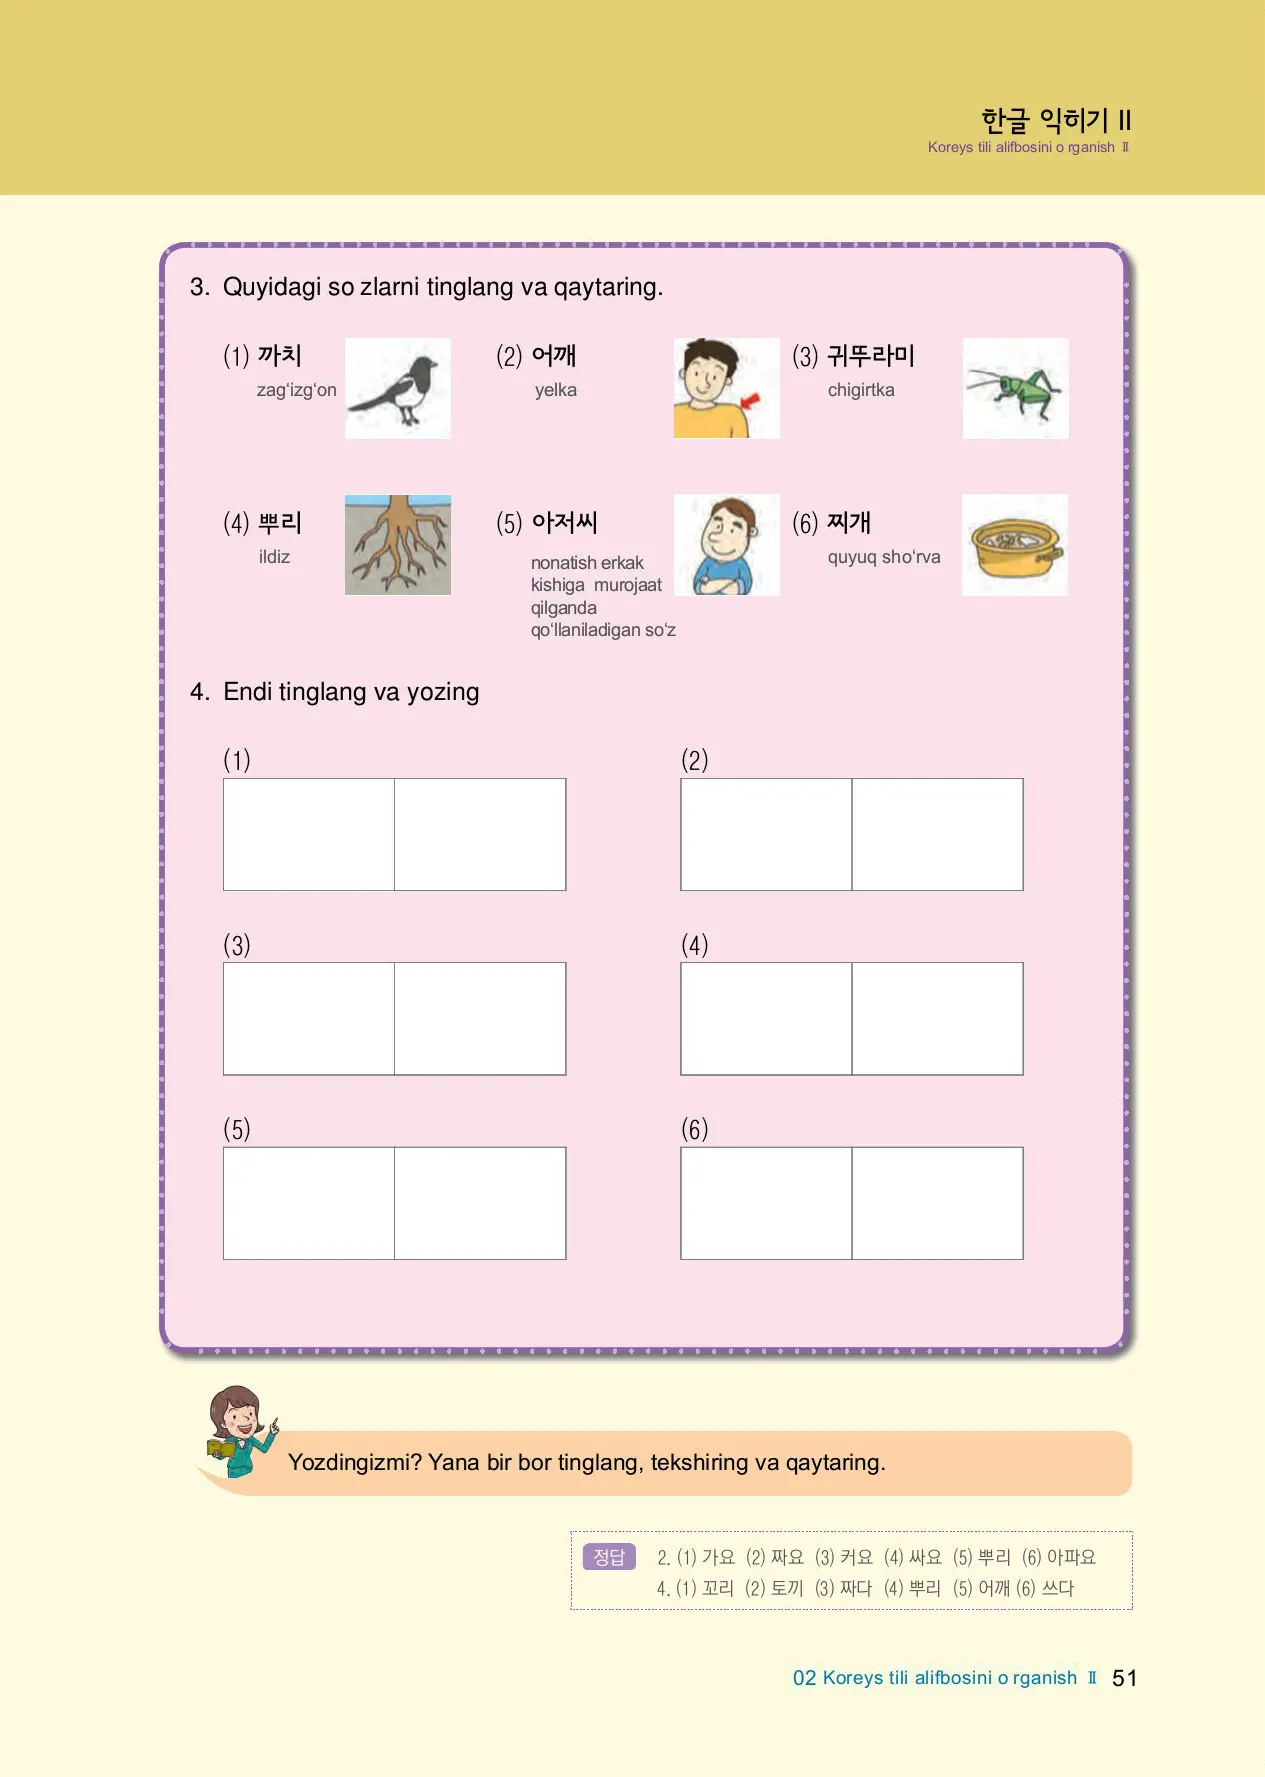 한글 익히기 II
Koreys tili alifbosini o rganish Ⅱ
3. Quyidagi so zlarni tinglang va qaytaring.
(1) 까치
zag‘izg‘on
(2) 어깨
yelka
(3) 귀뚜라미
chigirtka
(4) 뿌리
ildiz
(5) 아저씨
nonatish erkak
kishiga murojaat
qilganda
qo‘llaniladigan so‘z
(6) 찌개
quyuq sho‘rva
4. Endi tinglang va yozing
(1)
(2)
(3)
(4)
(5)
(6)
Yozdingizmi? Yana bir bor tinglang, tekshiring va qaytaring.
정답 2. (1) 가요 (2) 짜요 (3) 커요 (4) 싸요 (5) 뿌리 (6) 아파요
4. (1) 꼬리 (2) 토끼 (3) 짜다 (4) 뿌리 (5) 어깨 (6) 쓰다
02 Koreys tili alifbosini o rganish Ⅱ 51